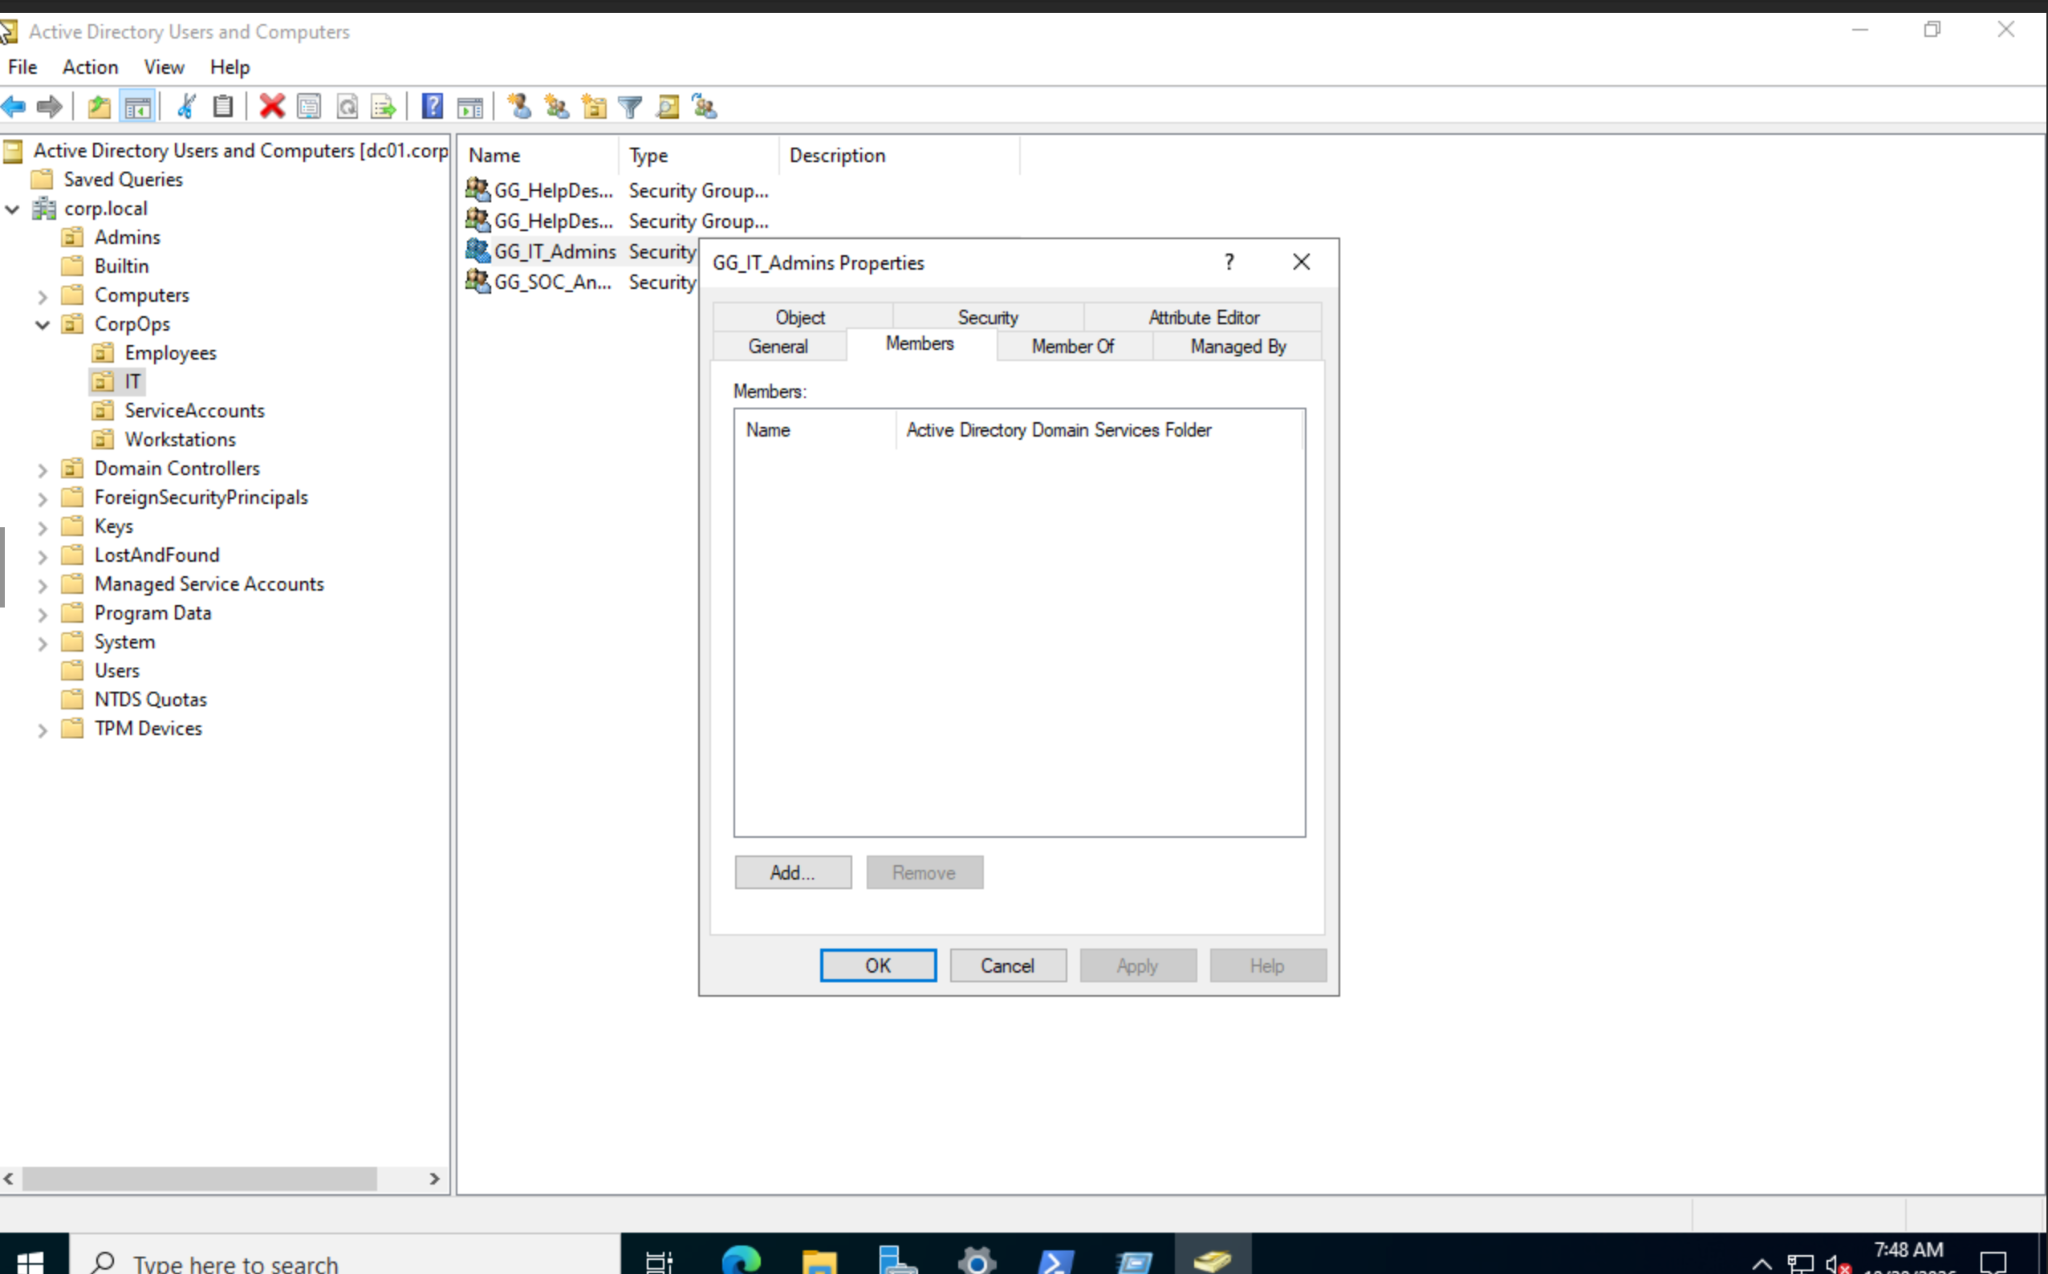 Active Directory Users and Computers
File Action View Help
Active Directory Users and Computers [dc01.corp
Saved Queries
corp.local
Admins
Builtin
Computers
CorpOps
Employees
IT
ServiceAccounts
Workstations
Domain Controllers
ForeignSecurityPrincipals
Keys
LostAndFound
Managed Service Accounts
Program Data
System
Users
NTDS Quotas
TPM Devices
Name Type Description
GG_HelpDes... Security Group...
GG_HelpDes... Security Group...
GG_IT_Admins Security
GG_SOC_An... Security
GG_IT_Admins Properties
Object Security Attribute Editor
General Members Member Of Managed By
Members:
Name Active Directory Domain Services Folder
Add... Remove
OK Cancel Apply Help
Type here to search
7:48 AM